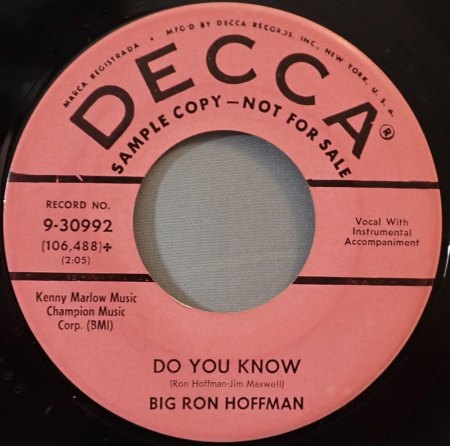 MARCA REGISTRADA • MF'G BY DECCA RECORDS, INC., NEW YORK, U.S.A.
DECCA®
SAMPLE COPY—NOT FOR SALE
RECORD NO.
9-30992
(106,488)✢
(2:05)
Vocal With
Instrumental
Accompaniment
Kenny Marlow Music
Champion Music
Corp. (BMI)
DO YOU KNOW
(Ron Hoffman-Jim Maxwell)
BIG RON HOFFMAN